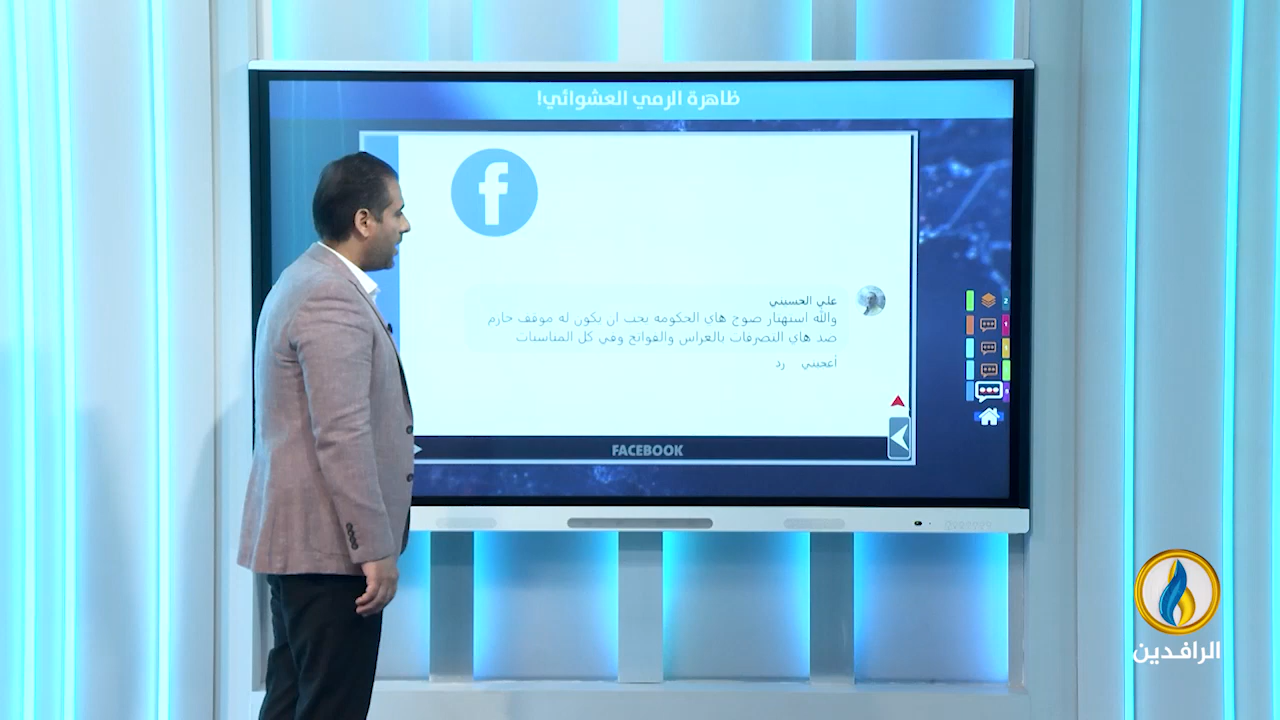 ظاهرة الرمي العشوائي!
علي الحسيني
والله استهتار صوج هاي الحكومه يجب ان يكون له موقف حازم
ضد هاي التصرفات بالعراس والفواتح وفي كل المناسبات
أعجبني رد
FACEBOOK
الرافدين